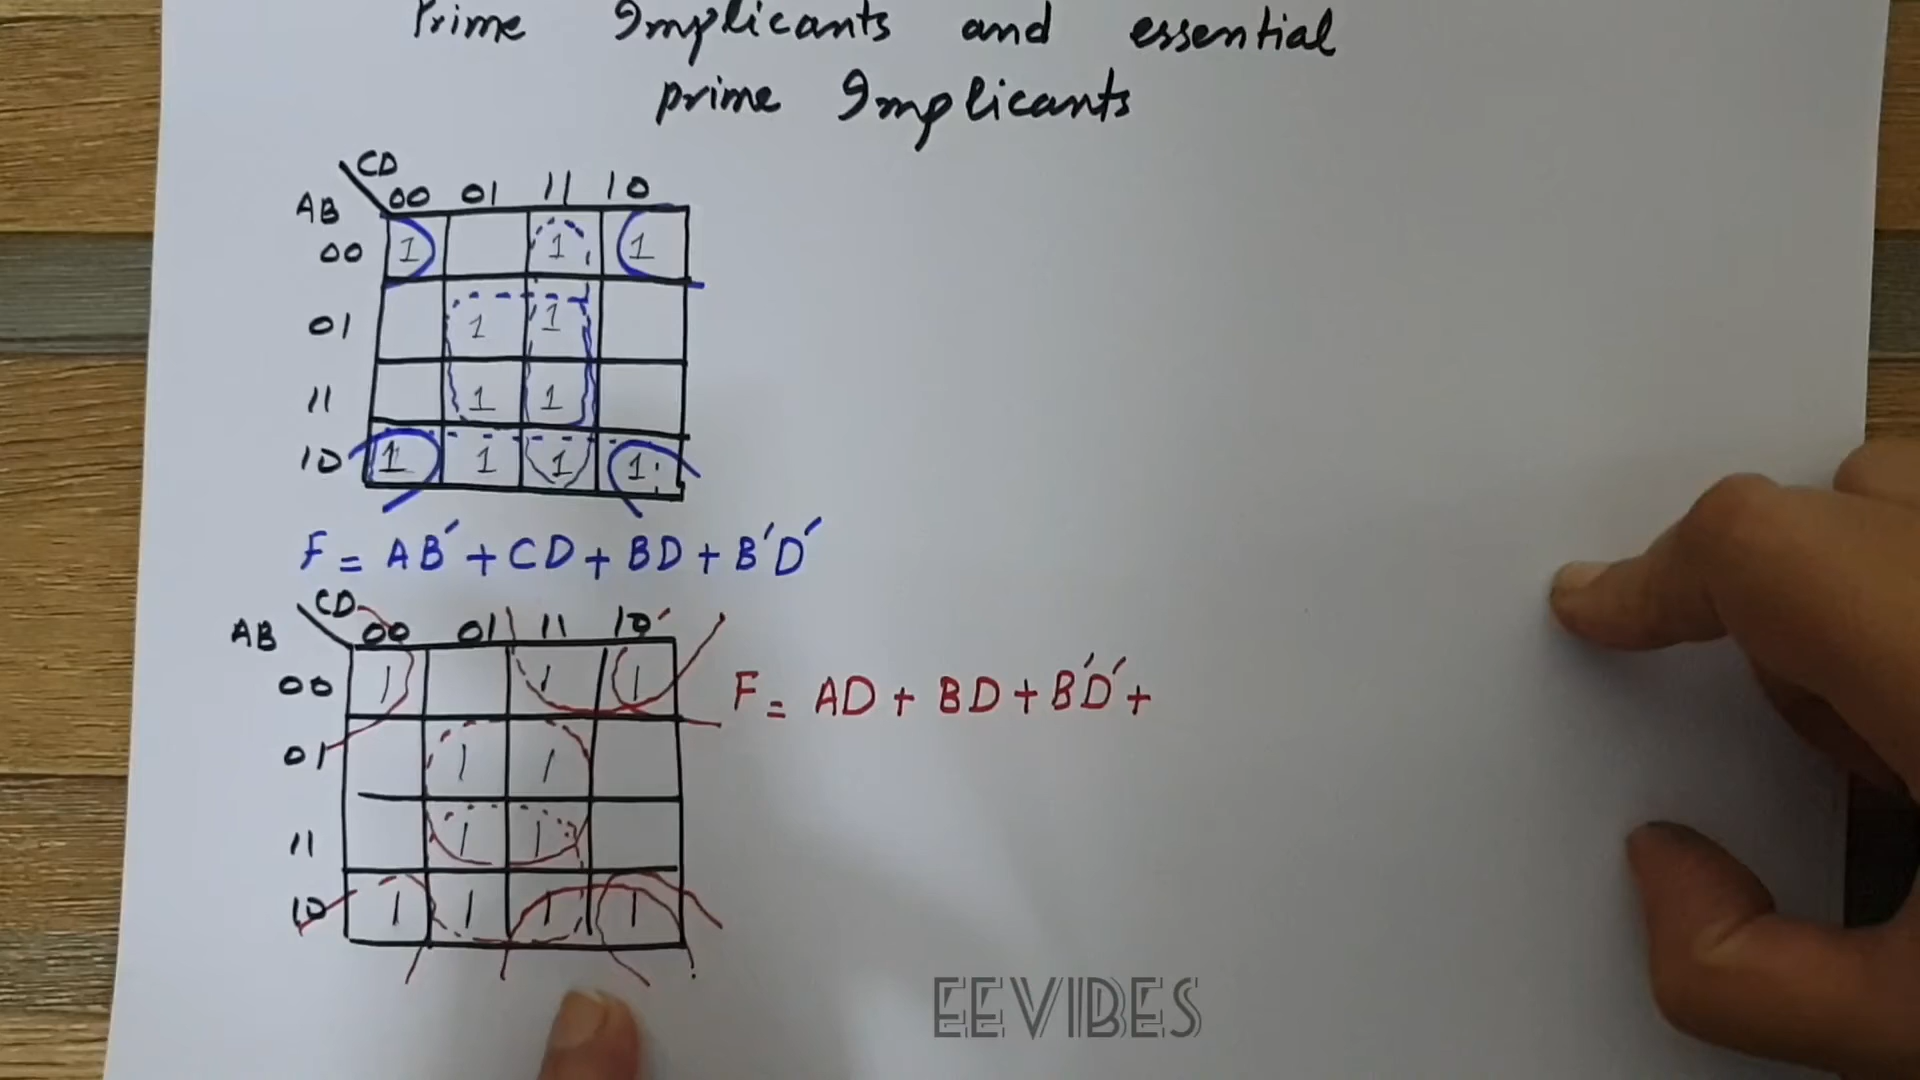 Prime Implicants and essential
prime Implicants
CD
AB 00 01 11 10
00 1 1 1
01 1 1
11 1 1
10 1 1 1 1
F = AB' + CD + BD + B'D'
CD
AB 00 01 11 10
00 1 1 1
01 1 1
11 1 1
10 1 1 1 1
F = AD + BD + B'D' +
EEVIBES